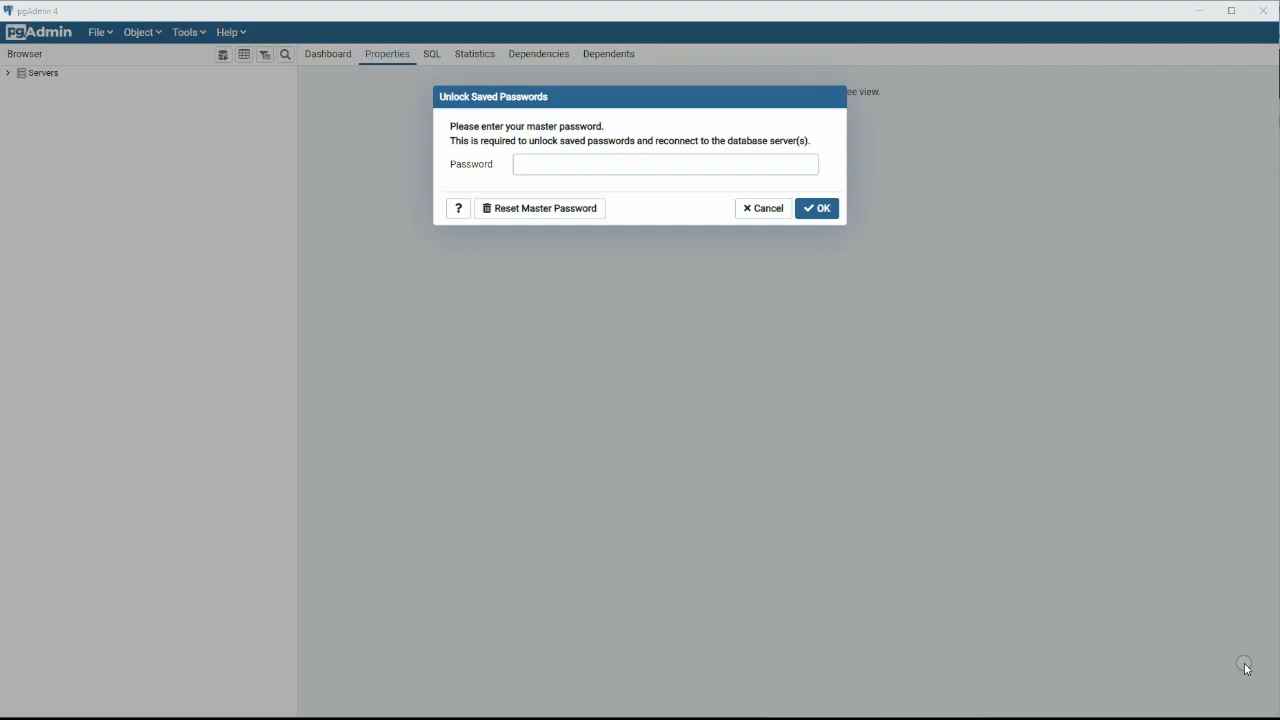 pgAdmin 4
pgAdmin File Object Tools Help
Browser Dashboard Properties SQL Statistics Dependencies Dependents
Servers
ee view.
Unlock Saved Passwords
Please enter your master password.
This is required to unlock saved passwords and reconnect to the database server(s).
Password
? Reset Master Password Cancel OK